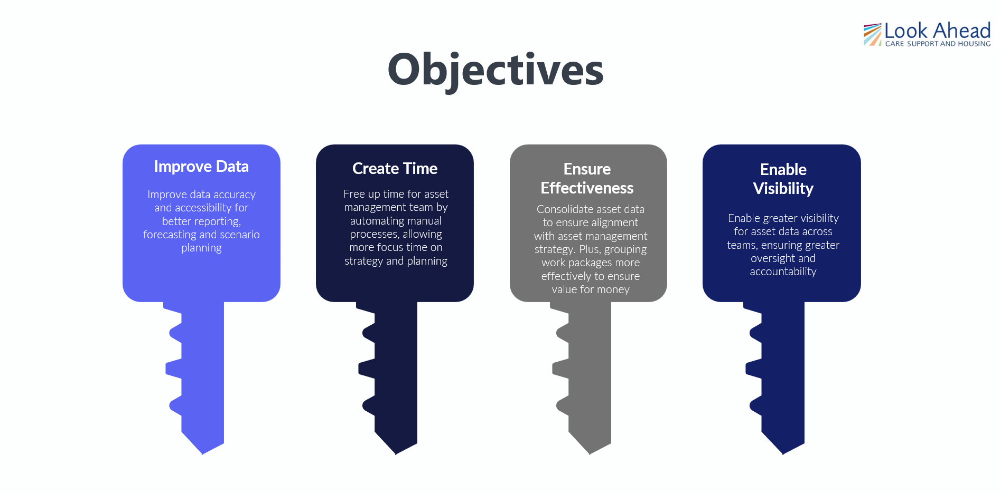 Look Ahead
CARE SUPPORT AND HOUSING
Objectives
Improve Data
Improve data accuracy
and accessibility for
better reporting,
forecasting and scenario
planning
Create Time
Free up time for asset
management team by
automating manual
processes, allowing
more focus time on
strategy and planning
Ensure
Effectiveness
Consolidate asset data
to ensure alignment
with asset management
strategy. Plus, grouping
work packages more
effectively to ensure
value for money
Enable
Visibility
Enable greater visibility
for asset data across
teams, ensuring greater
oversight and
accountability